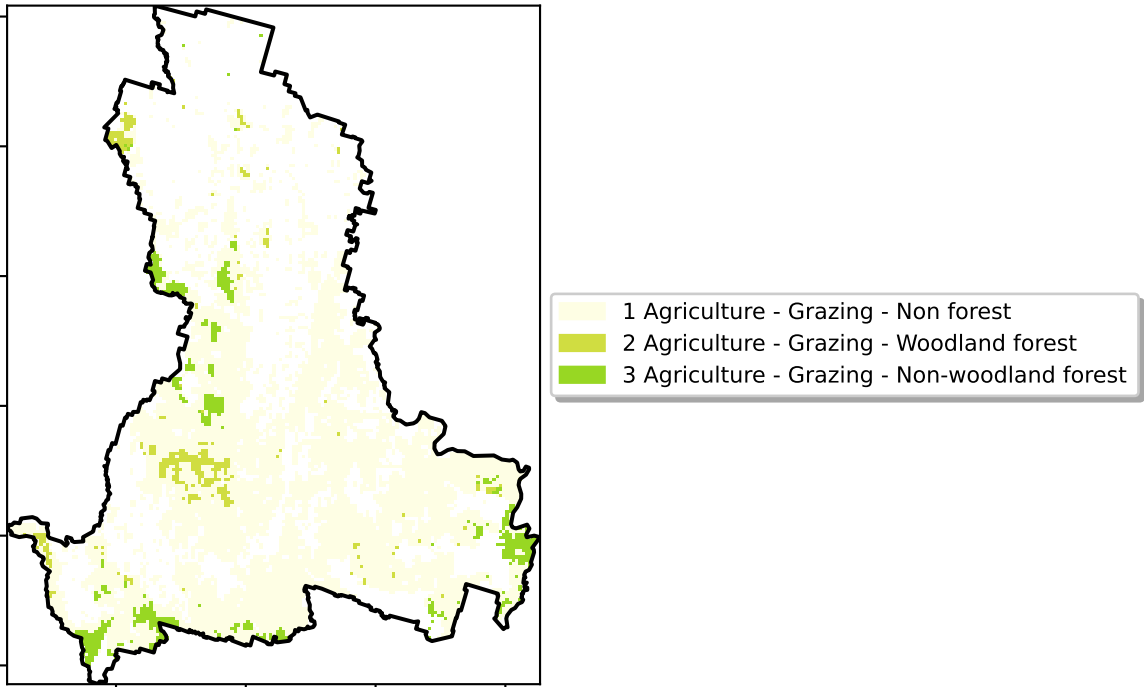 1 Agriculture - Grazing - Non forest
2 Agriculture - Grazing - Woodland forest
3 Agriculture - Grazing - Non-woodland forest